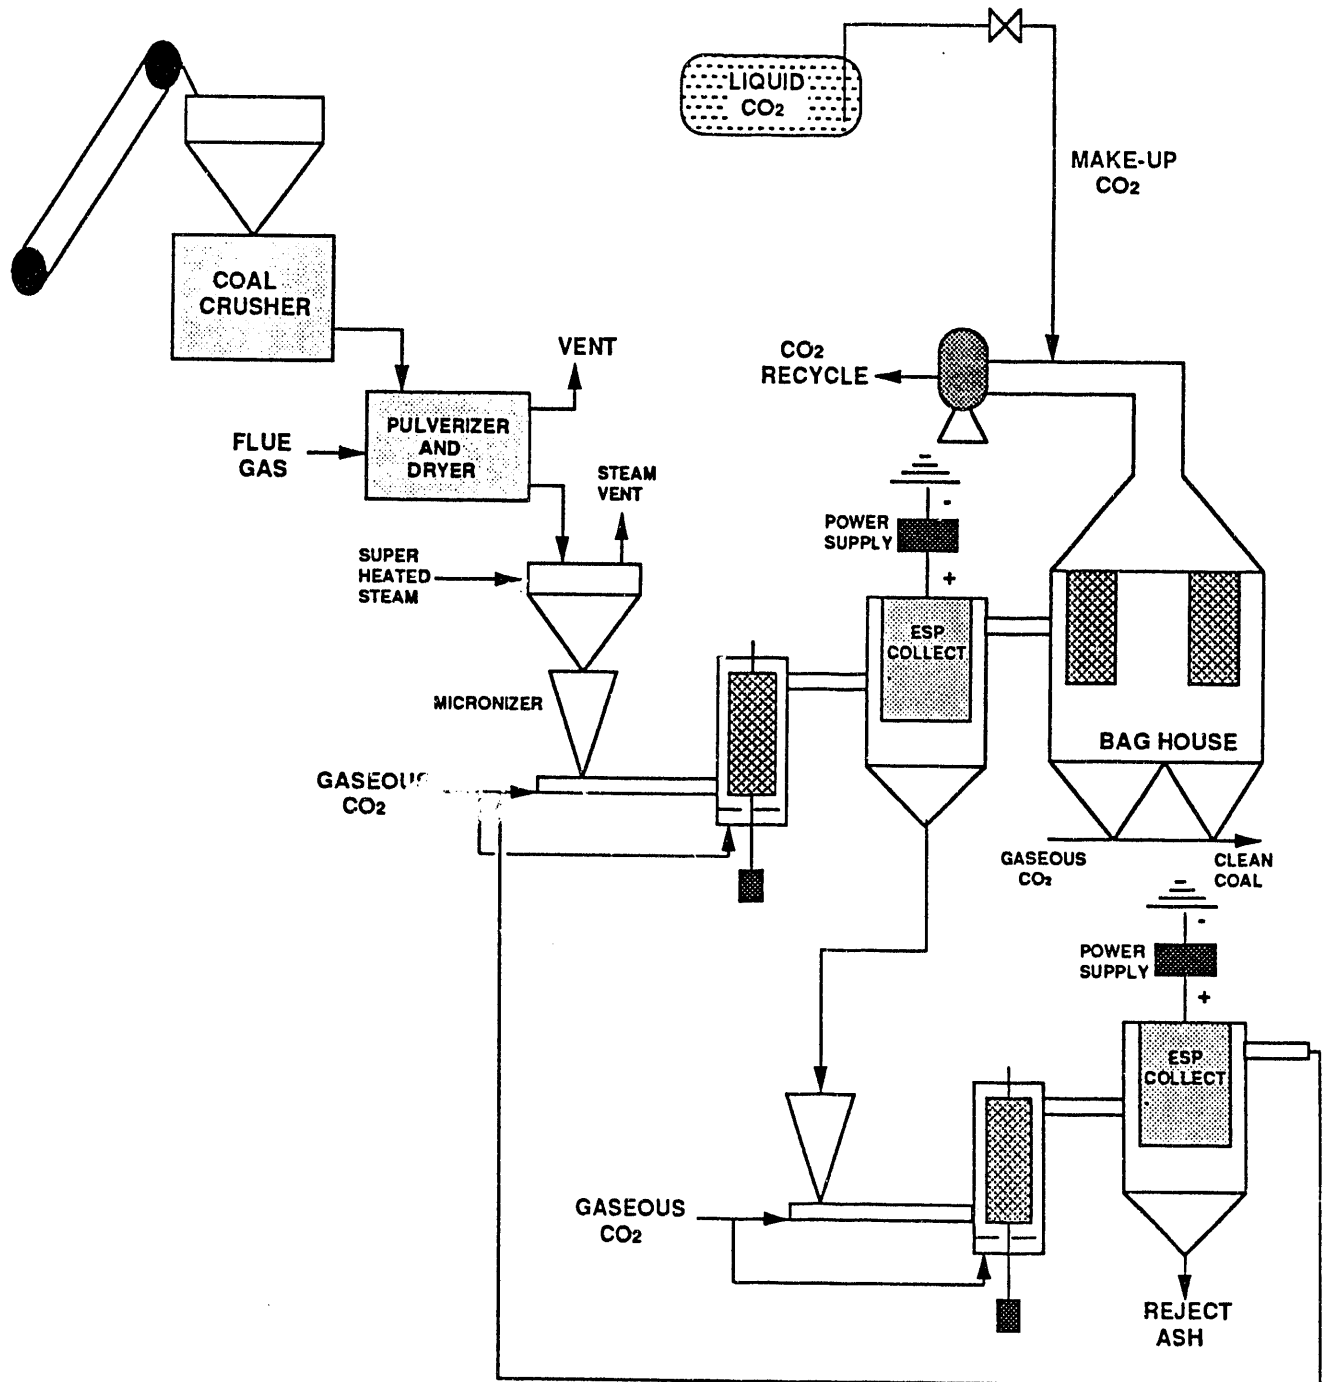 LIQUID
CO2
MAKE-UP
CO2
COAL
CRUSHER
VENT
CO2
RECYCLE
PULVERIZER
AND
DRYER
FLUE
GAS
STEAM
VENT
-
POWER
SUPPLY
SUPER
HEATED
STEAM
+
ESP
COLLECT
MICRONIZER
BAG HOUSE
GASEOUS
CO2
GASEOUS
CO2
CLEAN
COAL
-
POWER
SUPPLY
+
ESP
COLLECT
GASEOUS
CO2
REJECT
ASH